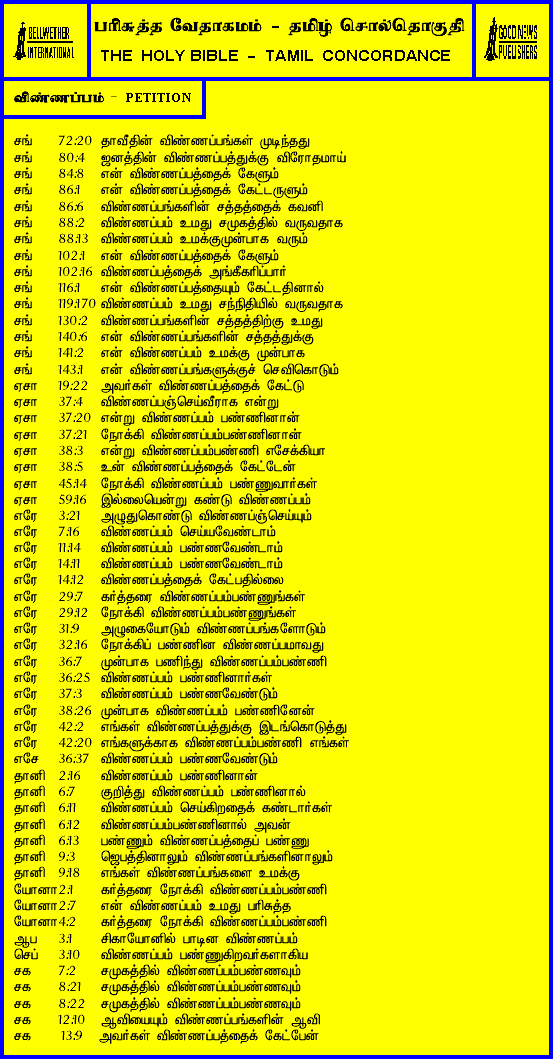 BELLWETHER
INTERNATIONAL
பரிசுத்த வேதாகமம் - தமிழ் சொல்தொகுதி
THE HOLY BIBLE - TAMIL CONCORDANCE
GOOD NEWS
PUBLISHERS
விண்ணப்பம் - PETITION
சங் 72:20 தாவீதின் விண்ணப்பங்கள் முடிந்தது
சங் 80:4 ஜனத்தின் விண்ணப்பத்துக்கு விரோதமாய்
சங் 84:8 என் விண்ணப்பத்தைக் கேளும்
சங் 86:1 என் விண்ணப்பத்தைக் கேட்டருளும்
சங் 86:6 விண்ணப்பங்களின் சத்தத்தைக் கவனி
சங் 88:2 விண்ணப்பம் உமது சமுகத்தில் வருவதாக
சங் 88:13 விண்ணப்பம் உமக்குமுன்பாக வரும்
சங் 102:1 என் விண்ணப்பத்தைக் கேளும்
சங் 102:16 விண்ணப்பத்தைக் அங்கீகரிப்பார்
சங் 116:1 என் விண்ணப்பத்தையும் கேட்டதினால்
சங் 119:170 விண்ணப்பம் உமது சந்நிதியில் வருவதாக
சங் 130:2 விண்ணப்பங்களின் சத்தத்திற்கு உமது
சங் 140:6 என் விண்ணப்பங்களின் சத்தத்துக்கு
சங் 141:2 என் விண்ணப்பம் உமக்கு முன்பாக
சங் 143:1 என் விண்ணப்பங்களுக்குச் செவிகொடும்
ஏசா 19:22 அவர்கள் விண்ணப்பத்தைக் கேட்டு
ஏசா 37:4 விண்ணப்பஞ்செய்வீராக என்று
ஏசா 37:20 என்று விண்ணப்பம் பண்ணினான்
ஏசா 37:21 நோக்கி விண்ணப்பம்பண்ணினான்
ஏசா 38:3 என்று விண்ணப்பம்பண்ணி எசேக்கியா
ஏசா 38:5 உன் விண்ணப்பத்தைக் கேட்டேன்
ஏசா 45:14 நோக்கி விண்ணப்பம் பண்ணுவார்கள்
ஏசா 59:16 இல்லையென்று கண்டு விண்ணப்பம்
எரே 3:21 அழுதுகொண்டு விண்ணப்ஞ்செய்யும்
எரே 7:16 விண்ணப்பம் செய்யவேண்டாம்
எரே 11:14 விண்ணப்பம் பண்ணவேண்டாம்
எரே 14:11 விண்ணப்பம் பண்ணவேண்டாம்
எரே 14:12 விண்ணப்பத்தைக் கேட்பதில்லை
எரே 29:7 கர்த்தரை விண்ணப்பம்பண்ணுங்கள்
எரே 29:12 நோக்கி விண்ணப்பம்பண்ணுங்கள்
எரே 31:9 அழுகையோடும் விண்ணப்பங்களோடும்
எரே 32:16 நோக்கிப் பண்ணின விண்ணப்பமாவது
எரே 36:7 முன்பாக பணிந்து விண்ணப்பம்பண்ணி
எரே 36:25 விண்ணப்பம் பண்ணினார்கள்
எரே 37:3 விண்ணப்பம் பண்ணவேண்டும்
எரே 38:26 முன்பாக விண்ணப்பம் பண்ணினேன்
எரே 42:2 எங்கள் விண்ணப்பத்துக்கு இடங்கொடுத்து
எரே 42:20 எங்களுக்காக விண்ணப்பம்பண்ணி எங்கள்
எசே 36:37 விண்ணப்பம் பண்ணவேண்டும்
தானி 2:16 விண்ணப்பம் பண்ணினான்
தானி 6:7 குறித்து விண்ணப்பம் பண்ணினால்
தானி 6:11 விண்ணப்பம் செய்கிறதைக் கண்டார்கள்
தானி 6:12 விண்ணப்பம்பண்ணினால் அவன்
தானி 6:13 பண்ணும் விண்ணப்பத்தைப் பண்ணு
தானி 9:3 ஜெபத்தினாலும் விண்ணப்பங்களினாலும்
தானி 9:18 எங்கள் விண்ணப்பங்களை உமக்கு
யோனா 2:1 கர்த்தரை நோக்கி விண்ணப்பம்பண்ணி
யோனா 2:7 என் விண்ணப்பம் உமது பரிசுத்த
யோனா 4:2 கர்த்தரை நோக்கி விண்ணப்பம்பண்ணி
ஆப 3:1 சிகாயோனில் பாடின விண்ணப்பம்
செப் 3:10 விண்ணப்பம் பண்ணுகிறவர்களாகிய
சக 7:2 சமுகத்தில் விண்ணப்பம்பண்ணவும்
சக 8:21 சமுகத்தில் விண்ணப்பம்பண்ணவும்
சக 8:22 சமுகத்தில் விண்ணப்பம்பண்ணவும்
சக 12:10 ஆவியையும் விண்ணப்பங்களின் ஆவி
சக 13:9 அவர்கள் விண்ணப்பத்தைக் கேட்பேன்